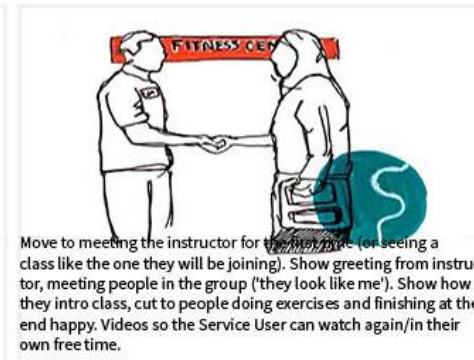 FITNESS CEN
Move to meeting the instructor for the first time (or seeing a
class like the one they will be joining). Show greeting from instru
tor, meeting people in the group ('they look like me'). Show how
they intro class, cut to people doing exercises and finishing at the
end happy. Videos so the Service User can watch again/in their
own free time.